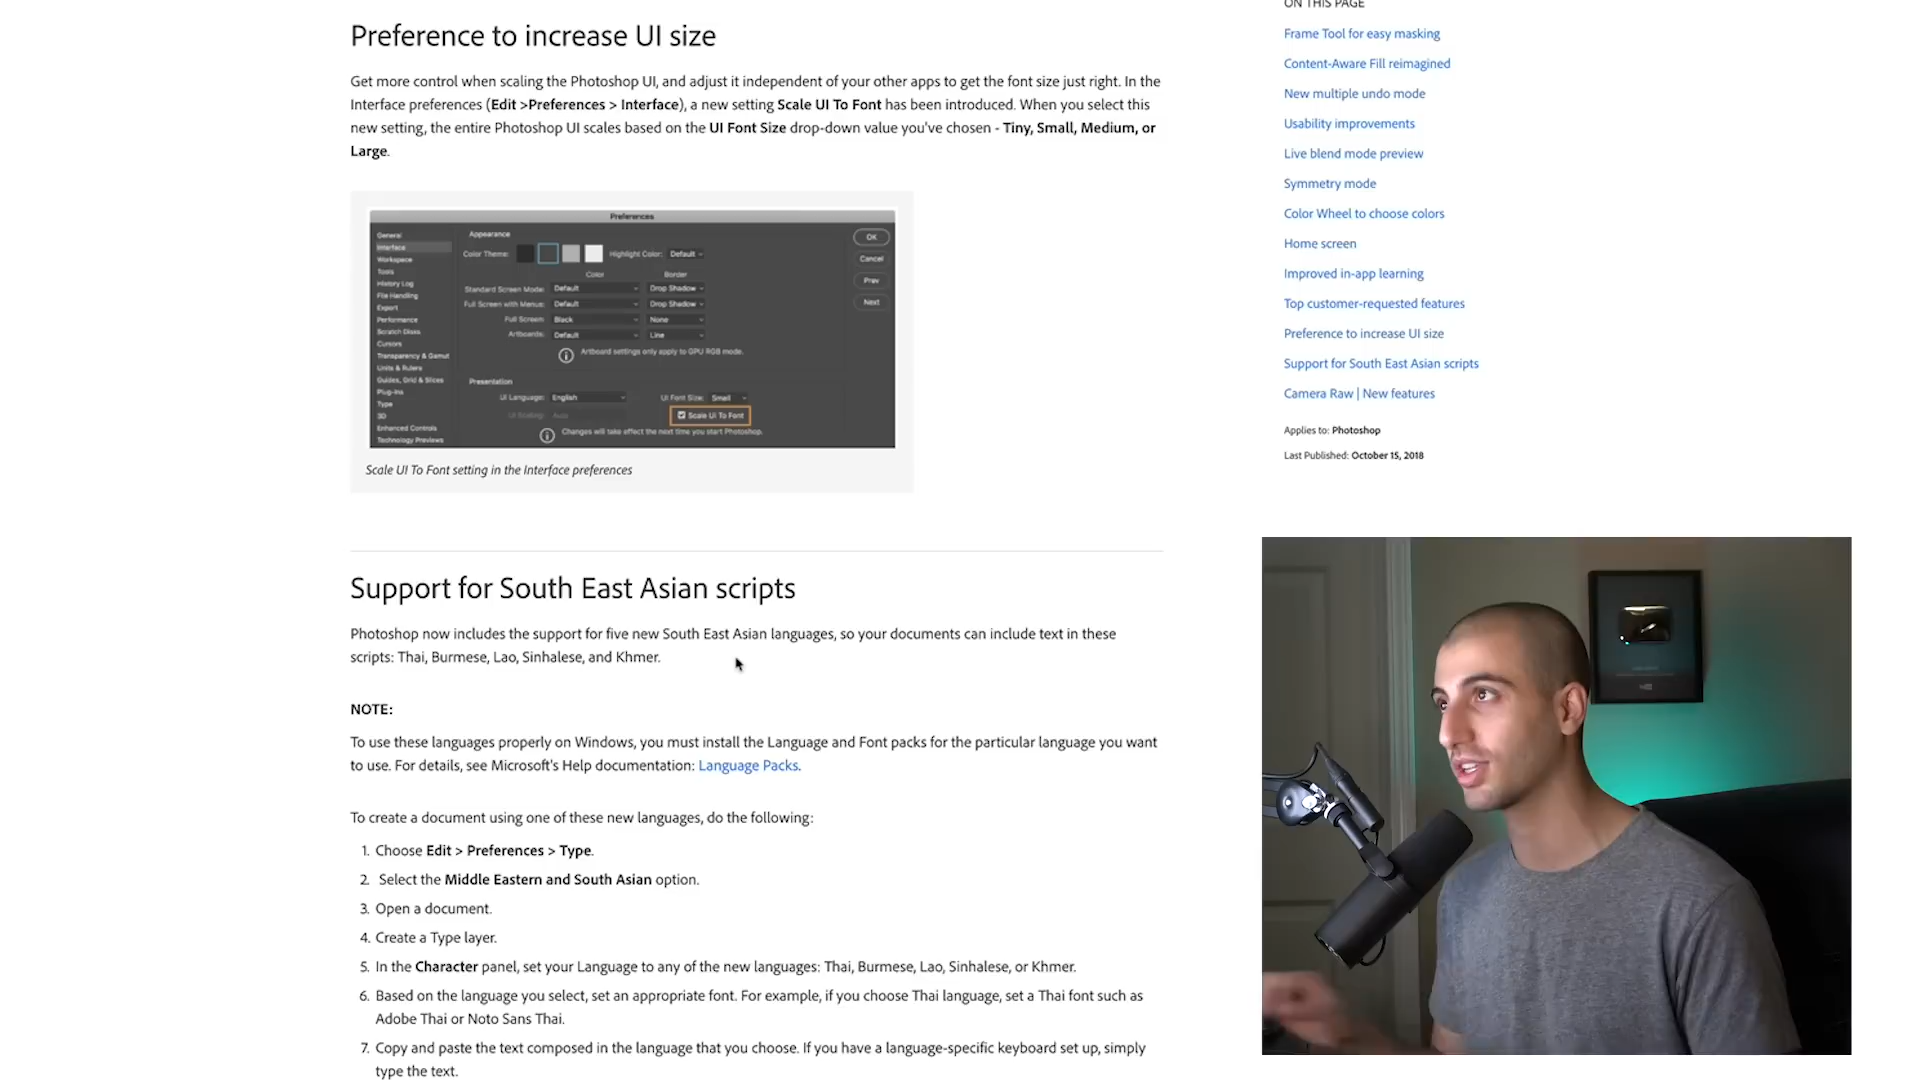 Preference to increase UI size
Get more control when scaling the Photoshop UI, and adjust it independent of your other apps to get the font size just right. In the
Interface preferences (Edit >Preferences > Interface), a new setting Scale UI To Font has been introduced. When you select this
new setting, the entire Photoshop UI scales based on the UI Font Size drop-down value you've chosen - Tiny, Small, Medium, or
Large.
Preferences
General
Interface
Workspace
Tools
History Log
File Handling
Export
Performance
Scratch Disks
Cursors
Transparency & Gamut
Units & Rulers
Guides, Grid & Slices
Plug-Ins
Type
3D
Enhanced Controls
Technology Previews
Appearance
Color Theme:
Highlight Color: Default
Color Border
Standard Screen Mode: Default Drop Shadow
Full Screen with Menus: Default Drop Shadow
Full Screen: Black None
Artboards: Default Line
Artboard settings only apply to GPU RGB mode.
Presentation
UI Language: English UI Font Size: Small
UI Scaling: Auto Scale UI To Font
Changes will take effect the next time you start Photoshop.
OK
Cancel
Prev
Next
Scale UI To Font setting in the Interface preferences
Support for South East Asian scripts
Photoshop now includes the support for five new South East Asian languages, so your documents can include text in these
scripts: Thai, Burmese, Lao, Sinhalese, and Khmer.
NOTE:
To use these languages properly on Windows, you must install the Language and Font packs for the particular language you want
to use. For details, see Microsoft's Help documentation: Language Packs.
To create a document using one of these new languages, do the following:
1. Choose Edit > Preferences > Type.
2. Select the Middle Eastern and South Asian option.
3. Open a document.
4. Create a Type layer.
5. In the Character panel, set your Language to any of the new languages: Thai, Burmese, Lao, Sinhalese, or Khmer.
6. Based on the language you select, set an appropriate font. For example, if you choose Thai language, set a Thai font such as
Adobe Thai or Noto Sans Thai.
7. Copy and paste the text composed in the language that you choose. If you have a language-specific keyboard set up, simply
type the text.
ON THIS PAGE
Frame Tool for easy masking
Content-Aware Fill reimagined
New multiple undo mode
Usability improvements
Live blend mode preview
Symmetry mode
Color Wheel to choose colors
Home screen
Improved in-app learning
Top customer-requested features
Preference to increase UI size
Support for South East Asian scripts
Camera Raw | New features
Applies to: Photoshop
Last Published: October 15, 2018